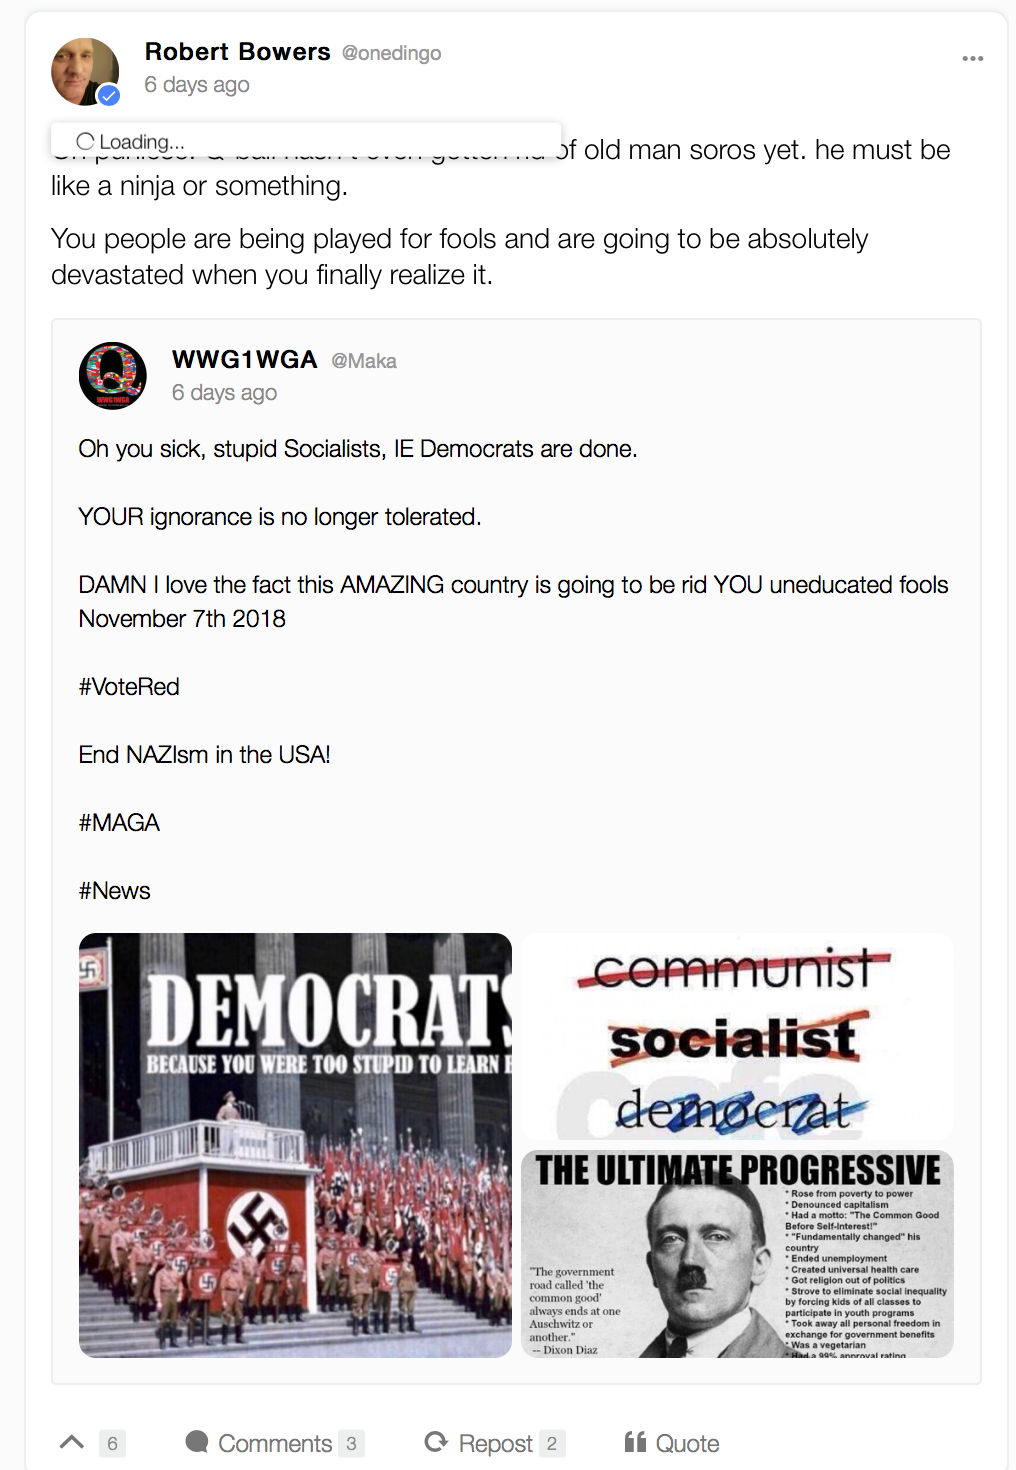 Robert Bowers @onedingo
6 days ago
Loading...
of old man soros yet. he must be
like a ninja or something.
You people are being played for fools and are going to be absolutely
devastated when you finally realize it.
WWG1WGA @Maka
6 days ago
Oh you sick, stupid Socialists, IE Democrats are done.
YOUR ignorance is no longer tolerated.
DAMN I love the fact this AMAZING country is going to be rid YOU uneducated fools
November 7th 2018
#VoteRed
End NAZIsm in the USA!
#MAGA
#News
DEMOCRATS
BECAUSE YOU WERE TOO STUPID TO LEARN
communist
socialist
democrat
THE ULTIMATE PROGRESSIVE
* Rose from poverty to power
* Denounced capitalism
* Had a motto: "The Common Good
Before Self-Interest!"
* "Fundamentally changed" his
country
* Ended unemployment
* Created universal health care
* Got religion out of politics
* Strove to eliminate social inequality
by forcing kids of all classes to
participate in youth programs
* Took away all personal freedom in
exchange for government benefits
* Was a vegetarian
* Had a 99% approval rating
"The government
road called 'the
common good'
always ends at one
Auschwitz or
another."
-- Dixon Diaz
6 Comments 3 Repost 2 Quote